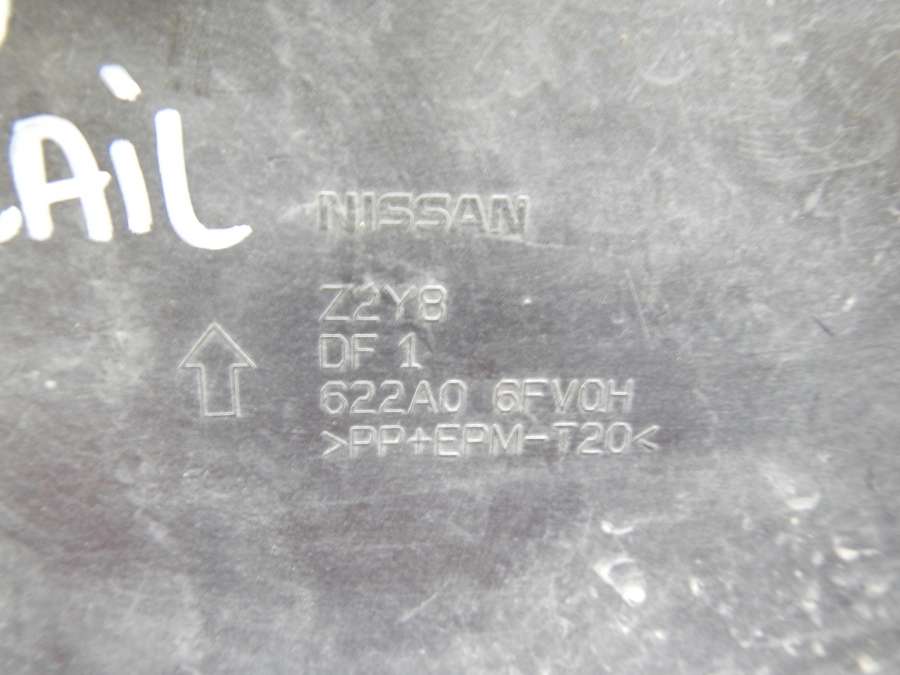 AiL
NISSAN
Z2Y8
DF 1
622A0 6FV0H
>PP+EPM-T20<